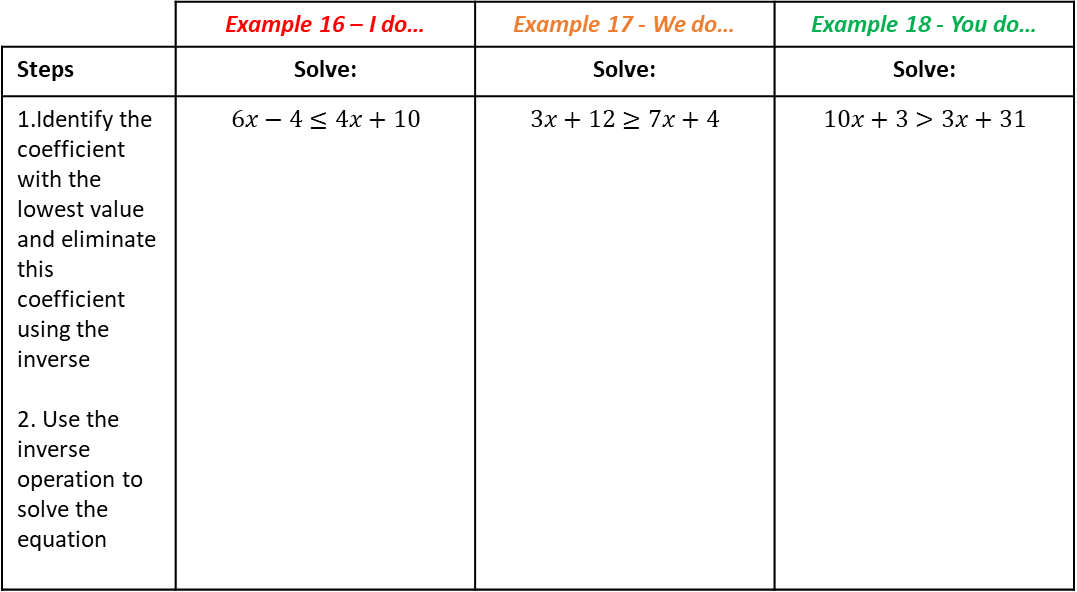 Example 16 – I do...
Example 17 - We do...
Example 18 - You do...
Steps
Solve:
Solve:
Solve:
1.Identify the
coefficient
with the
lowest value
and eliminate
this
coefficient
using the
inverse
2. Use the
inverse
operation to
solve the
equation
6𝑥 − 4 ≤ 4𝑥 + 10
3𝑥 + 12 ≥ 7𝑥 + 4
10𝑥 + 3 > 3𝑥 + 31